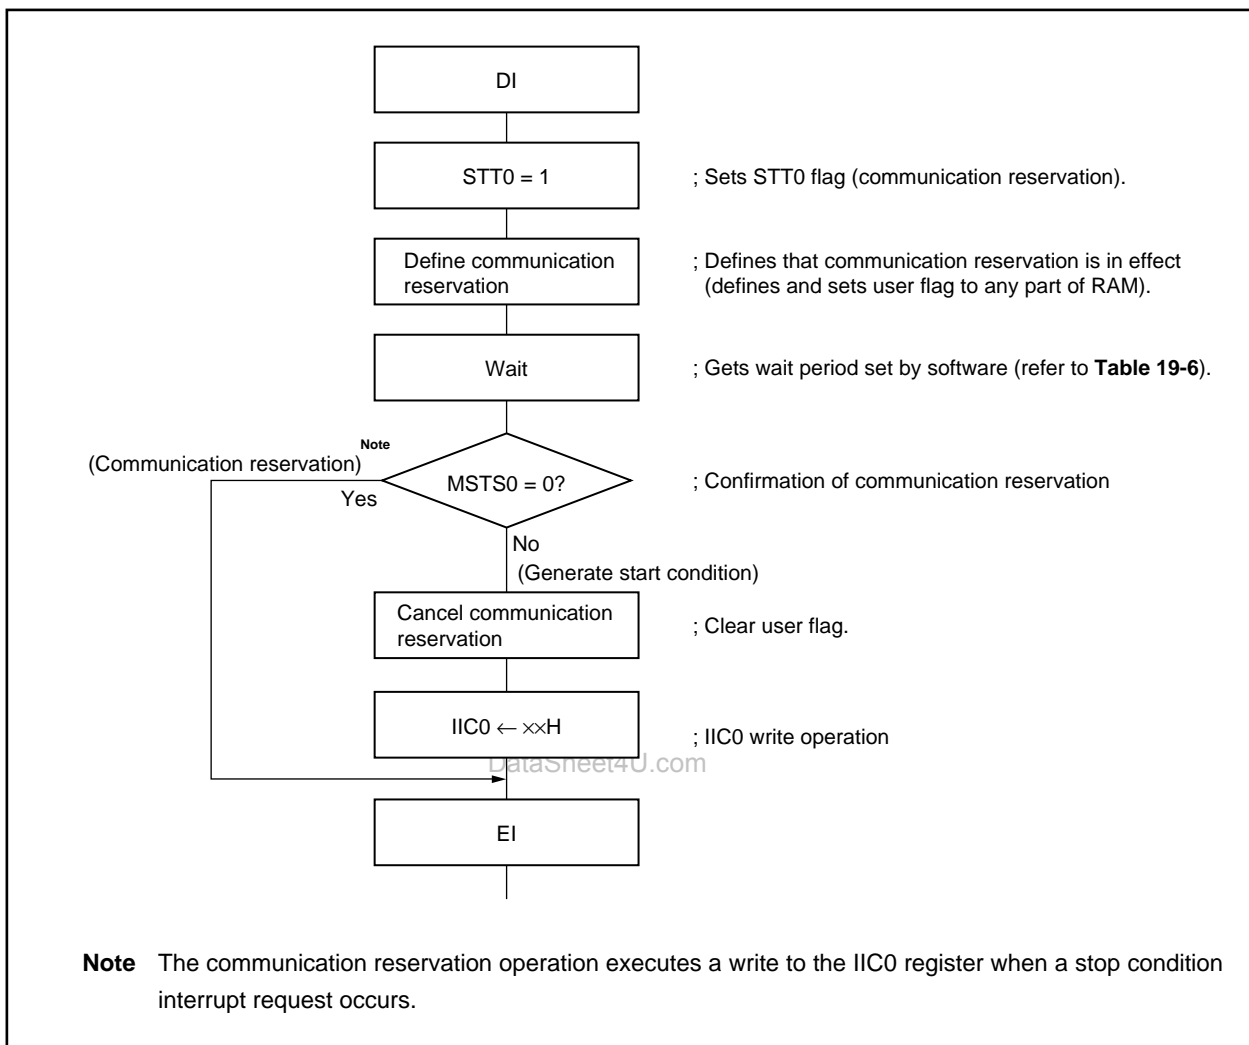 DI
STT0 = 1
; Sets STT0 flag (communication reservation).
Define communication
reservation
; Defines that communication reservation is in effect
(defines and sets user flag to any part of RAM).
Wait
; Gets wait period set by software (refer to Table 19-6).
(Communication reservation) Note
MSTS0 = 0?
; Confirmation of communication reservation
Yes
No
(Generate start condition)
Cancel communication
reservation
; Clear user flag.
IIC0 ← ××H
; IIC0 write operation
DataSheet4U.com
EI
Note The communication reservation operation executes a write to the IIC0 register when a stop condition
interrupt request occurs.